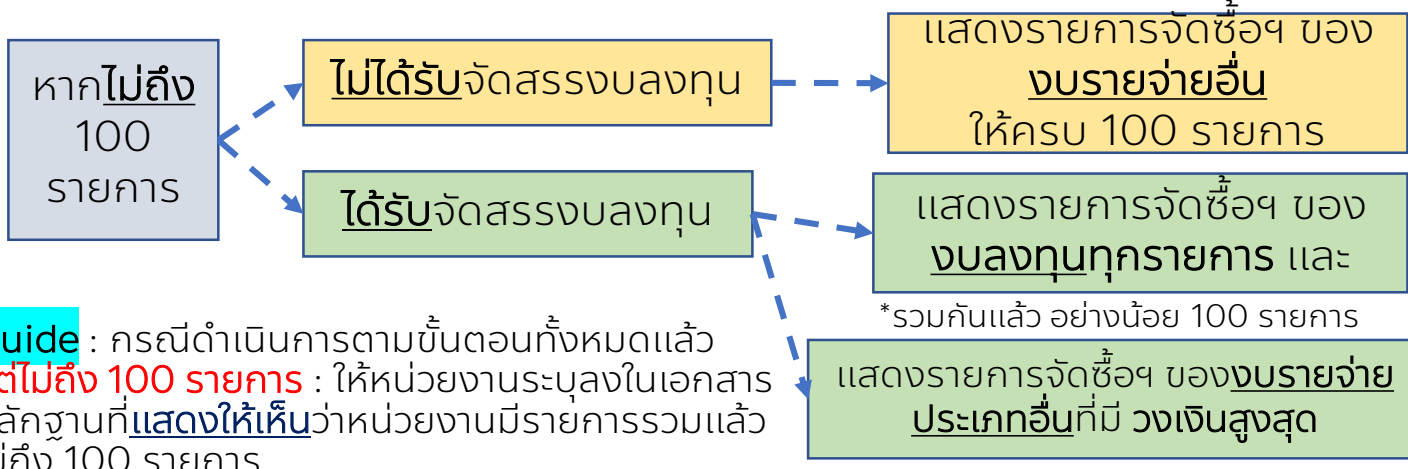 หากไม่ถึง
100
รายการ
ไม่ได้รับจัดสรรงบลงทุน
แสดงรายการจัดซื้อฯ ของ
งบรายจ่ายอื่น
ให้ครบ 100 รายการ
ได้รับจัดสรรงบลงทุน
แสดงรายการจัดซื้อฯ ของ
งบลงทุนทุกรายการ และ
*รวมกันแล้ว อย่างน้อย 100 รายการ
แสดงรายการจัดซื้อฯ ของงบรายจ่าย
ประเภทอื่นที่มี วงเงินสูงสุด
uide : กรณีดำเนินการตามขั้นตอนทั้งหมดแล้ว
ต่ไม่ถึง 100 รายการ : ให้หน่วยงานระบุลงในเอกสาร
ลักฐานที่แสดงให้เห็นว่าหน่วยงานมีรายการรวมแล้ว
ม่ถึง 100 รายการ